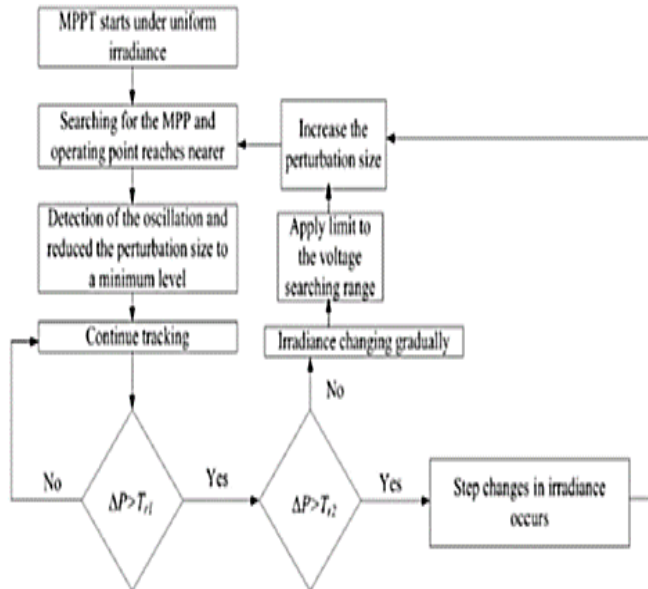 MPPT starts under uniform
irradiance
Searching for the MPP and
operating point reaches nearer
Detection of the oscillation and
reduced the perturbation size to
a minimum level
Continue tracking
No
ΔP>Tr1
Yes
ΔP>Tr2
No
Irradiance changing gradually
Apply limit to
the voltage
searching range
Increase the
perturbation size
Yes
Step changes in irradiance
occurs